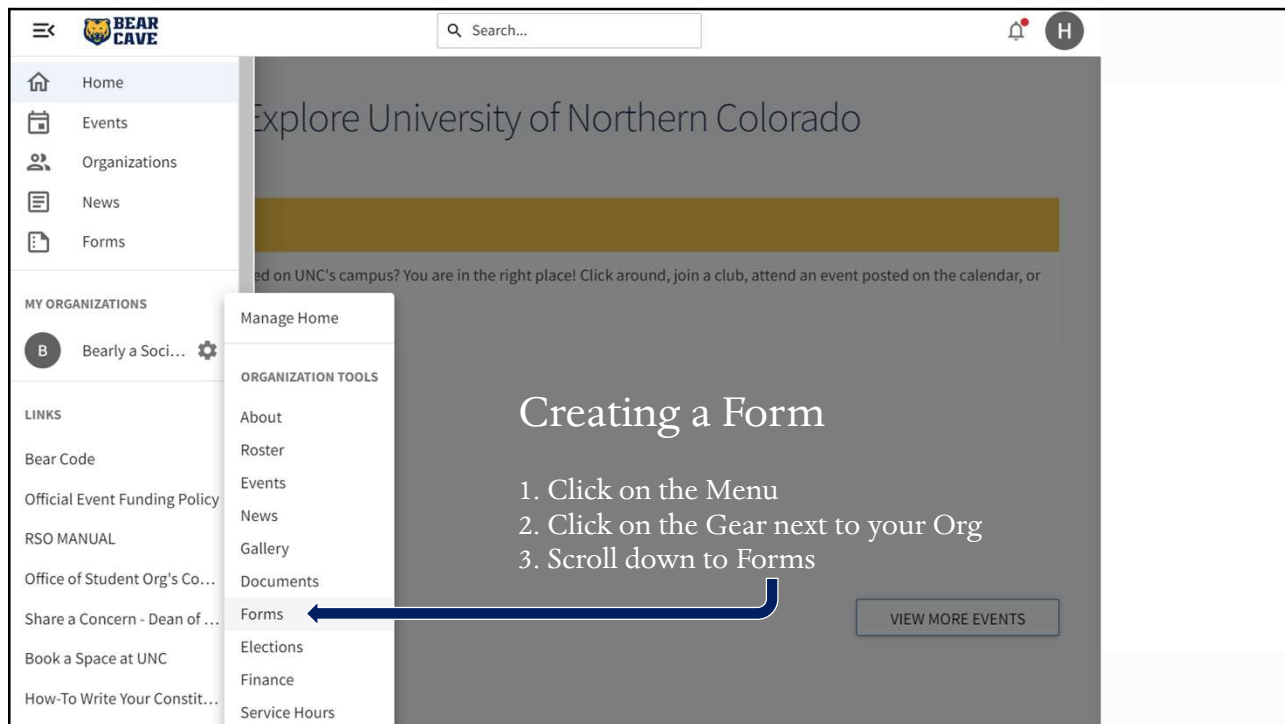 BEAR
CAVE
Search...
H
Home
Events
Organizations
News
Forms
MY ORGANIZATIONS
B
Bearly a Soci...
LINKS
Bear Code
Official Event Funding Policy
RSO MANUAL
Office of Student Org's Co...
Share a Concern - Dean of ...
Book a Space at UNC
How-To Write Your Constit...
Manage Home
ORGANIZATION TOOLS
About
Roster
Events
News
Gallery
Documents
Forms
Elections
Finance
Service Hours
Explore University of Northern Colorado
ed on UNC's campus? You are in the right place! Click around, join a club, attend an event posted on the calendar, or
Creating a Form
1. Click on the Menu
2. Click on the Gear next to your Org
3. Scroll down to Forms
VIEW MORE EVENTS